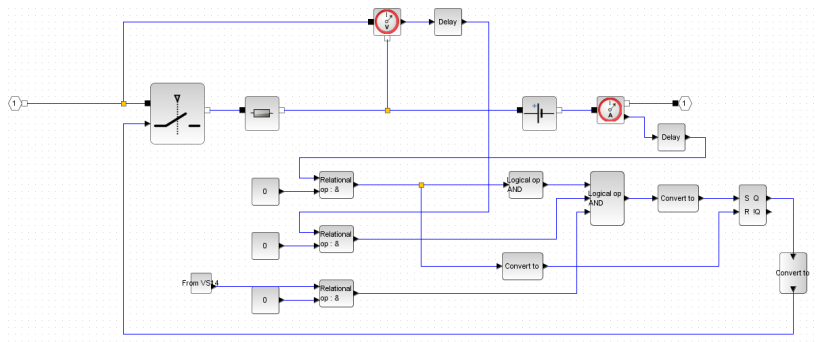 I
V
Delay
1
1
I
A
Delay
0
Relational
op : &
Logical op
AND
Logical op
AND
Convert to
S Q
R !Q
0
Relational
op : &
Convert to
Convert to
From VS14
0
Relational
op : &